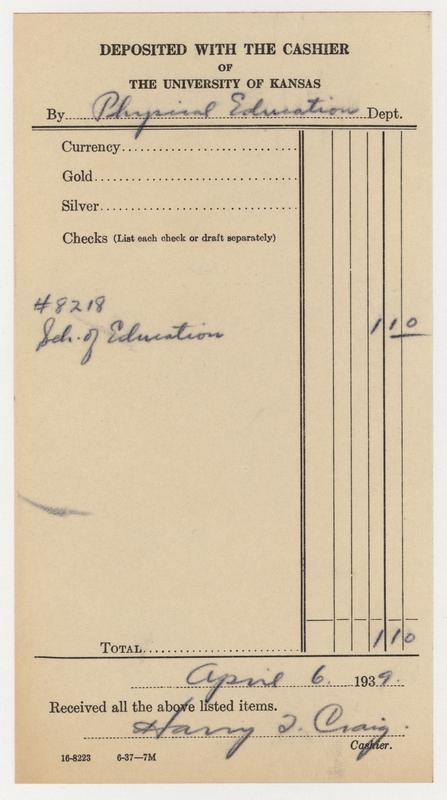 DEPOSITED WITH THE CASHIER
OF
THE UNIVERSITY OF KANSAS
By Physical Education Dept.
Currency
Gold
Silver
Checks (List each check or draft separately)
#8218
Sch. of Education 1 10
TOTAL 1 10
April 6. 1939.
Received all the above listed items.
Harry I. Craig.
Cashier.
16-8223 6-37—7M